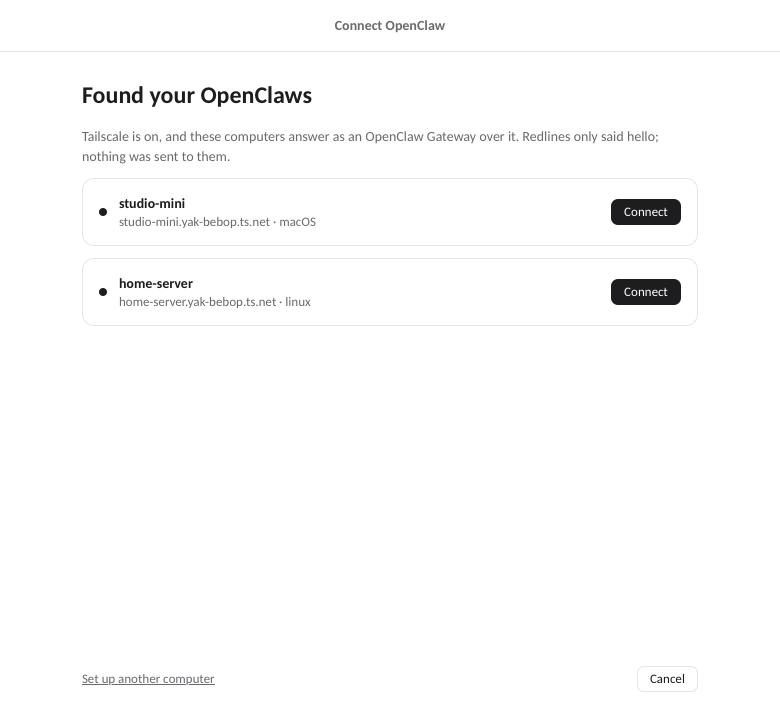 Connect OpenClaw
Found your OpenClaws
Tailscale is on, and these computers answer as an OpenClaw Gateway over it. Redlines only said hello;
nothing was sent to them.
studio-mini
studio-mini.yak-bebop.ts.net · macOS
Connect
home-server
home-server.yak-bebop.ts.net · linux
Connect
Set up another computer
Cancel